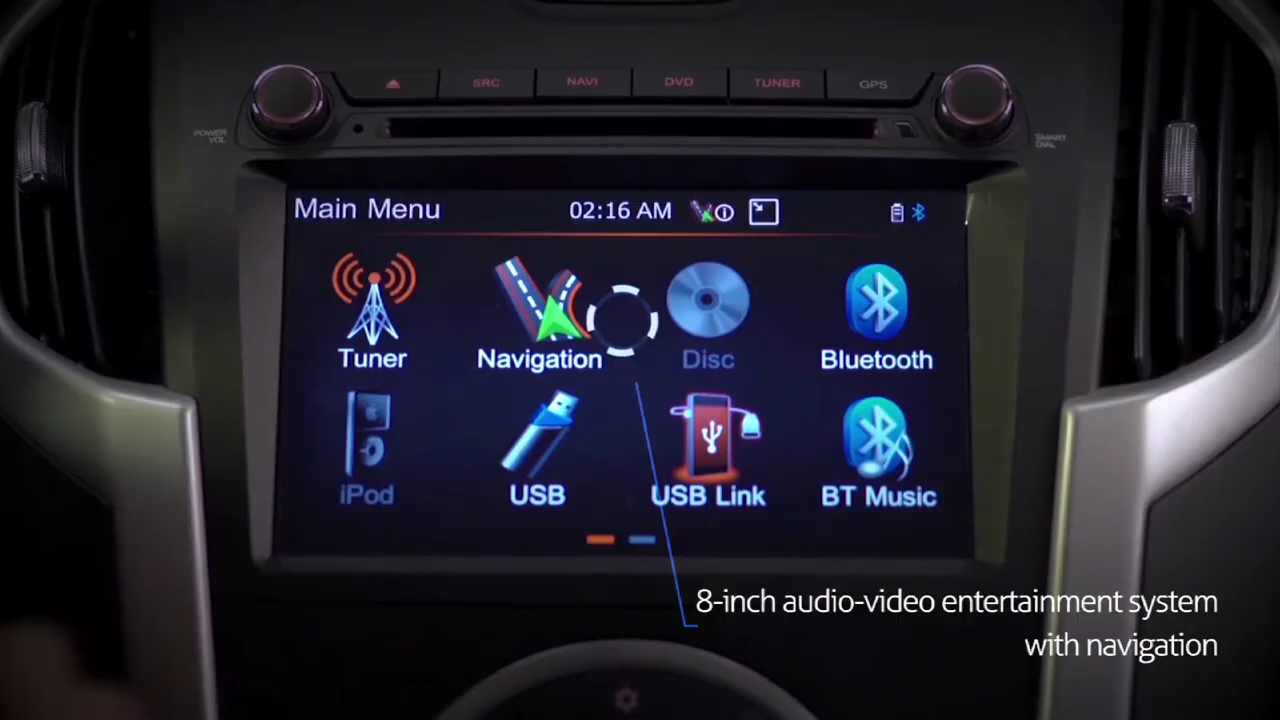 SRC NAVI DVD TUNER GPS
POWER
VOL
SMART
DIAL
Main Menu 02:16 AM
Tuner Navigation Disc Bluetooth
iPod USB USB Link BT Music
8-inch audio-video entertainment system
with navigation